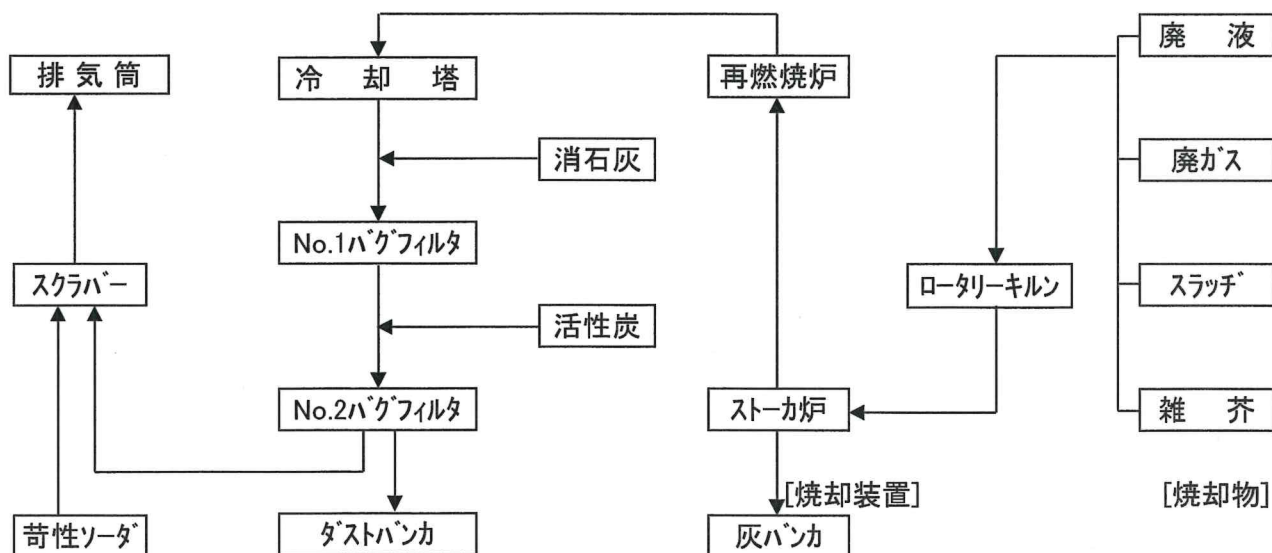 廃 液
排 気 筒
冷 却 塔
再燃焼炉
消石灰
廃ｶﾞｽ
No.1ﾊﾞｸﾞﾌｨﾙﾀ
ｽｸﾗﾊﾞｰ
ﾛｰﾀﾘｰｷﾙﾝ
ｽﾗｯﾁﾞ
活性炭
No.2ﾊﾞｸﾞﾌｨﾙﾀ
ｽﾄｰｶ炉
雑 芥
[焼却装置]
[焼却物]
苛性ｿｰﾀﾞ
ﾀﾞｽﾄﾊﾞﾝｶ
灰ﾊﾞﾝｶ